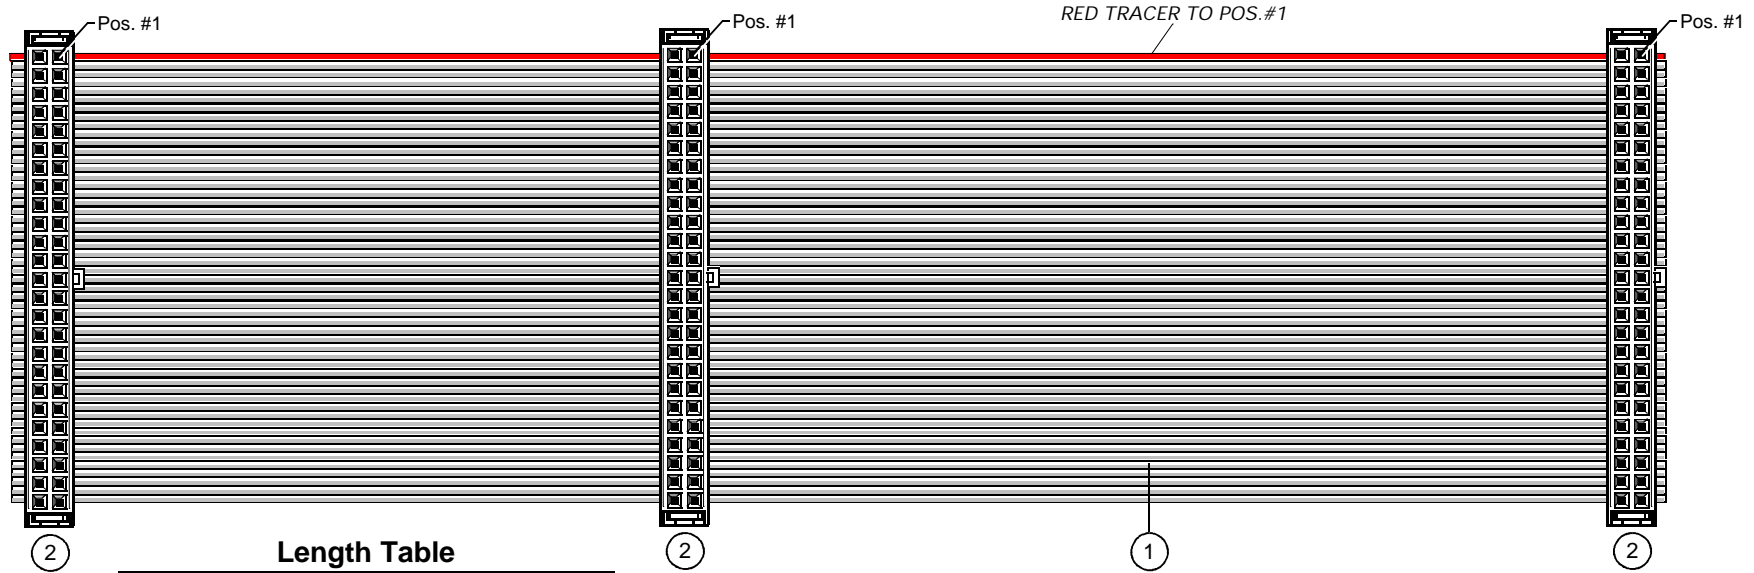 RED TRACER TO POS.#1
Pos. #1
Pos. #1
Pos. #1
2
Length Table
2
1
2